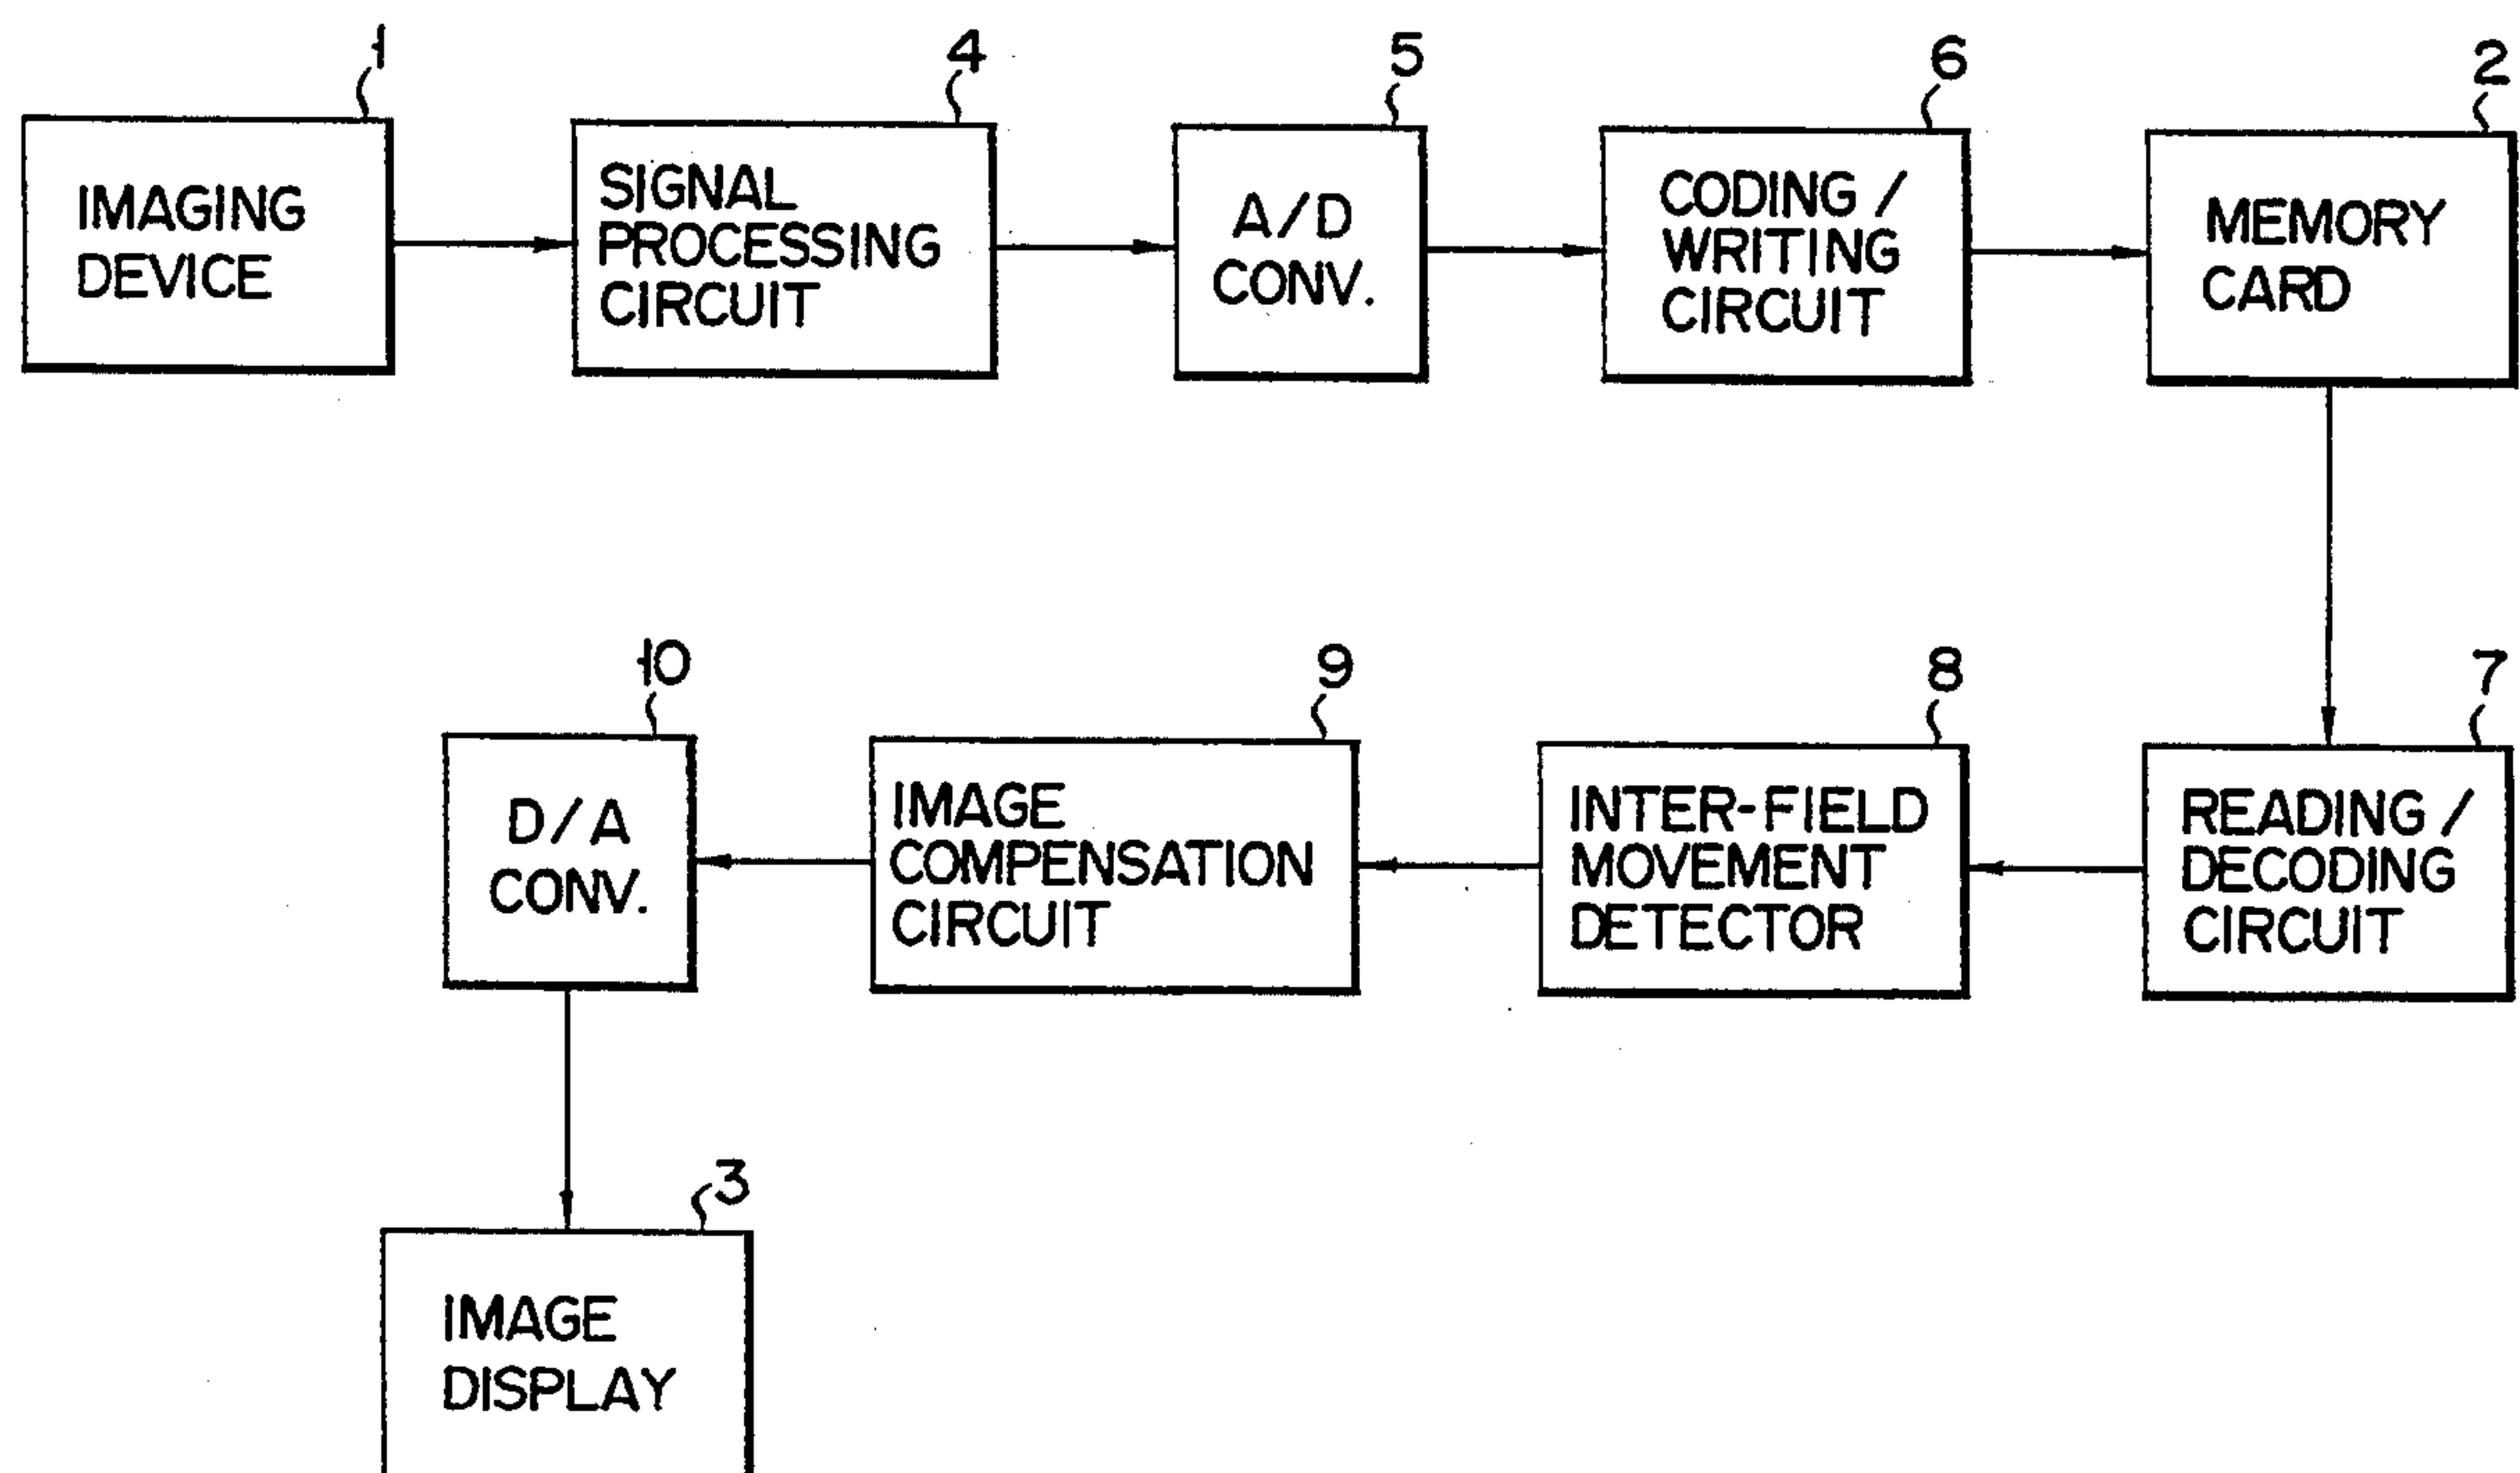 1
4
5
6
2
IMAGING
DEVICE
SIGNAL
PROCESSING
CIRCUIT
A/D
CONV.
CODING /
WRITING
CIRCUIT
MEMORY
CARD
10
9
8
7
D/A
CONV.
IMAGE
COMPENSATION
CIRCUIT
INTER-FIELD
MOVEMENT
DETECTOR
READING /
DECODING
CIRCUIT
3
IMAGE
DISPLAY